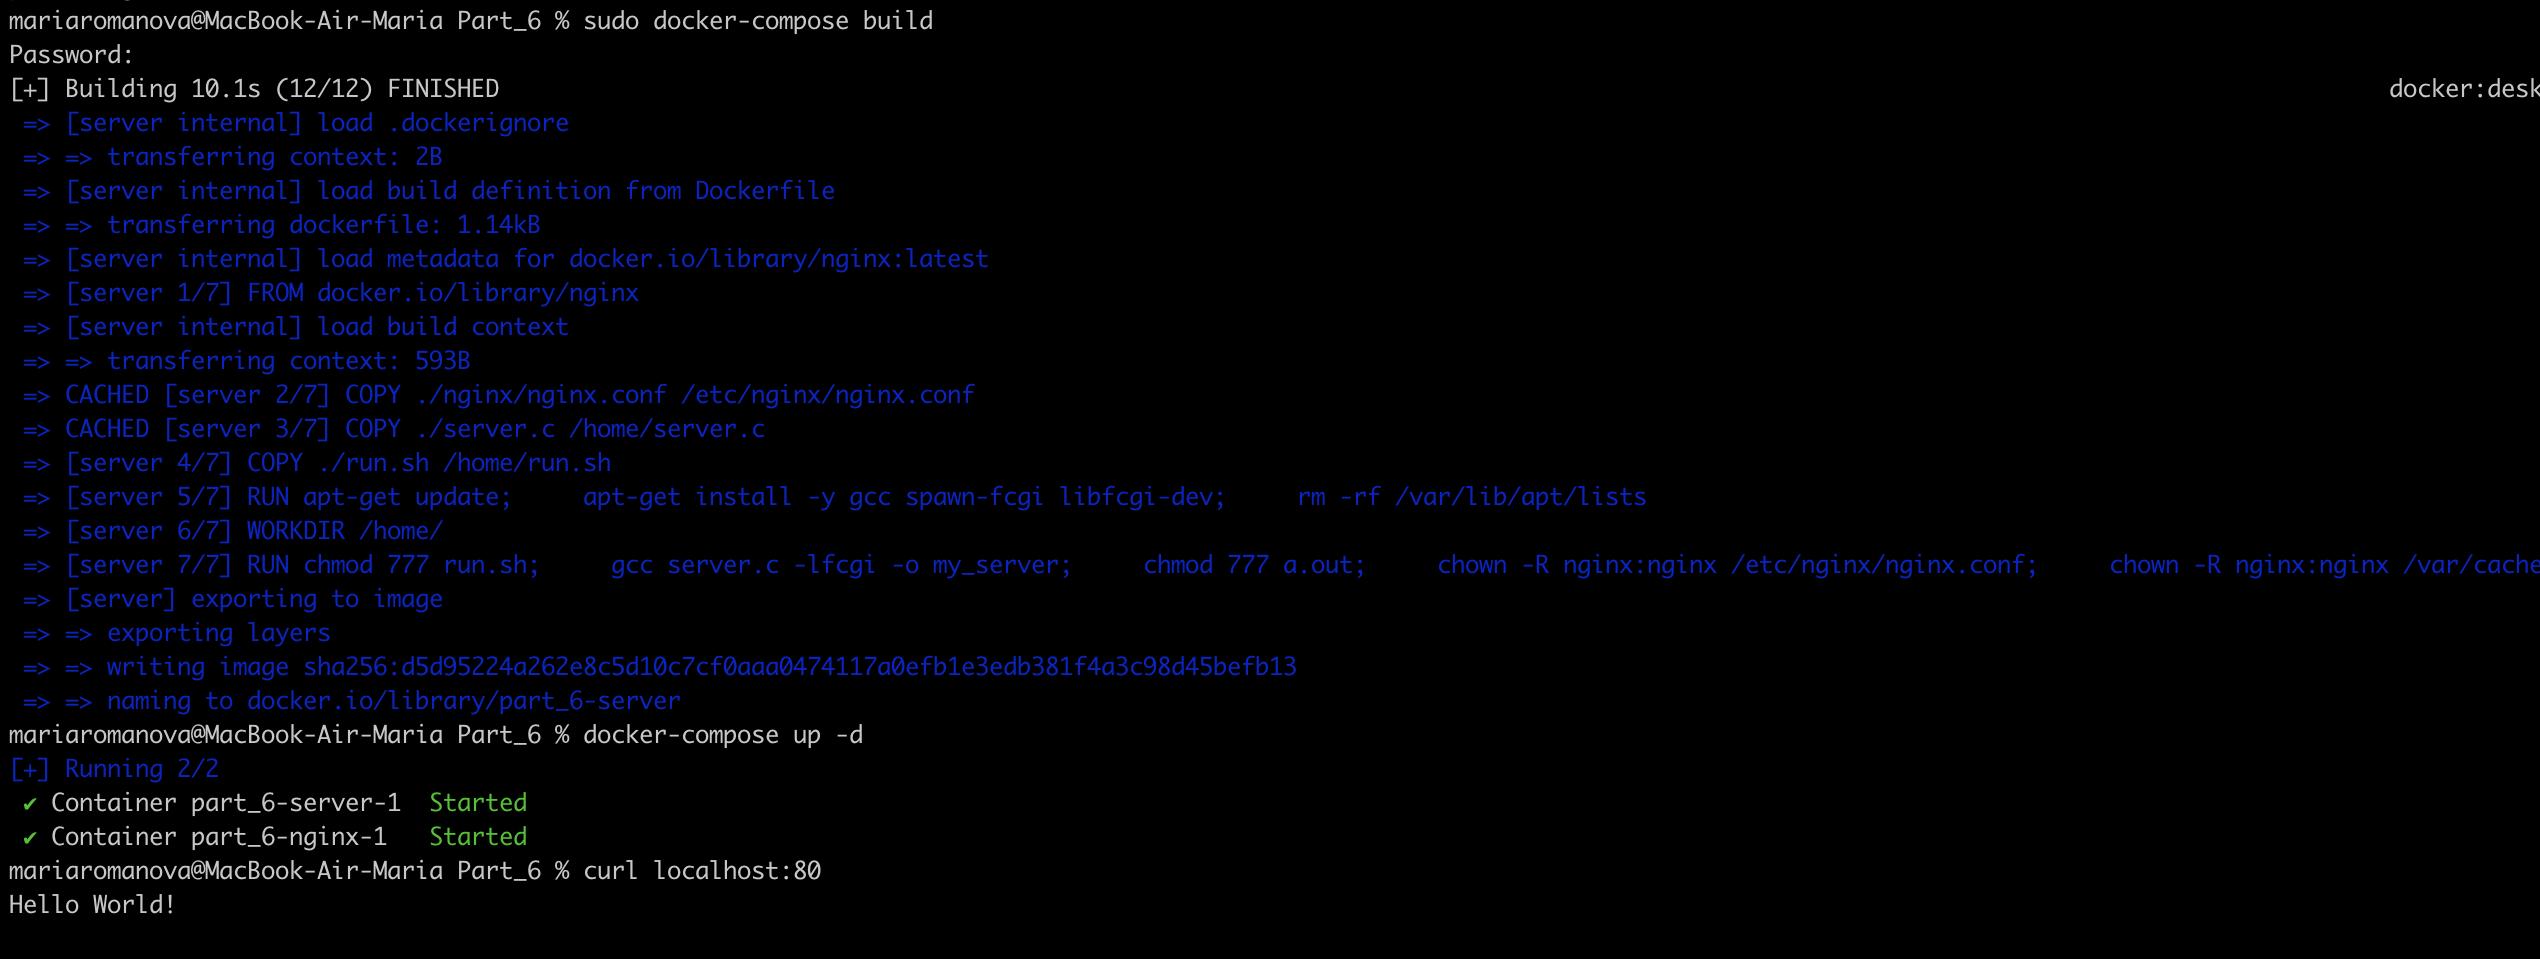 mariaromanova@MacBook-Air-Maria Part_6 % sudo docker-compose build
Password:
[+] Building 10.1s (12/12) FINISHED docker:desk
=> [server internal] load .dockerignore
=> => transferring context: 2B
=> [server internal] load build definition from Dockerfile
=> => transferring dockerfile: 1.14kB
=> [server internal] load metadata for docker.io/library/nginx:latest
=> [server 1/7] FROM docker.io/library/nginx
=> [server internal] load build context
=> => transferring context: 593B
=> CACHED [server 2/7] COPY ./nginx/nginx.conf /etc/nginx/nginx.conf
=> CACHED [server 3/7] COPY ./server.c /home/server.c
=> [server 4/7] COPY ./run.sh /home/run.sh
=> [server 5/7] RUN apt-get update;     apt-get install -y gcc spawn-fcgi libfcgi-dev;     rm -rf /var/lib/apt/lists
=> [server 6/7] WORKDIR /home/
=> [server 7/7] RUN chmod 777 run.sh;     gcc server.c -lfcgi -o my_server;     chmod 777 a.out;     chown -R nginx:nginx /etc/nginx/nginx.conf;     chown -R nginx:nginx /var/cache
=> [server] exporting to image
=> => exporting layers
=> => writing image sha256:d5d95224a262e8c5d10c7cf0aaa0474117a0efb1e3edb381f4a3c98d45befb13
=> => naming to docker.io/library/part_6-server
mariaromanova@MacBook-Air-Maria Part_6 % docker-compose up -d
[+] Running 2/2
✔ Container part_6-server-1  Started
✔ Container part_6-nginx-1   Started
mariaromanova@MacBook-Air-Maria Part_6 % curl localhost:80
Hello World!